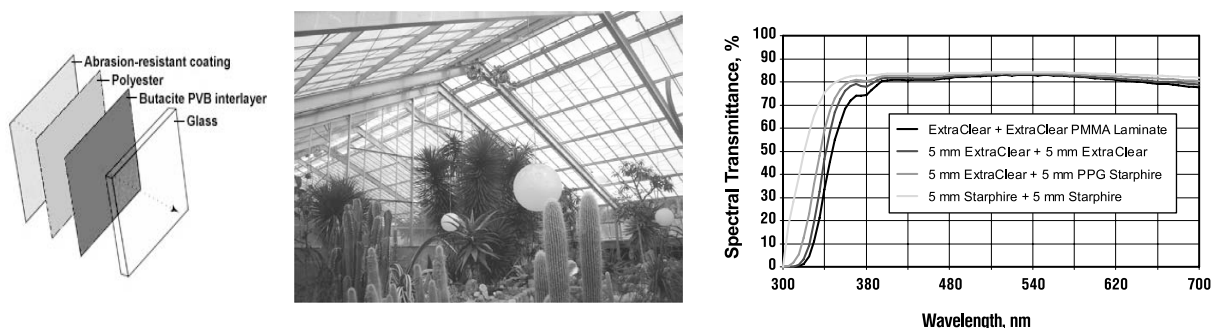 Abrasion-resistant coating
Polyester
Butacite PVB interlayer
Glass
Spectral Transmittance, %
100
90
80
70
60
50
40
30
20
10
0
ExtraClear + ExtraClear PMMA Laminate
5 mm ExtraClear + 5 mm ExtraClear
5 mm ExtraClear + 5 mm PPG Starphire
5 mm Starphire + 5 mm Starphire
300 380 480 540 620 700
Wavelength, nm